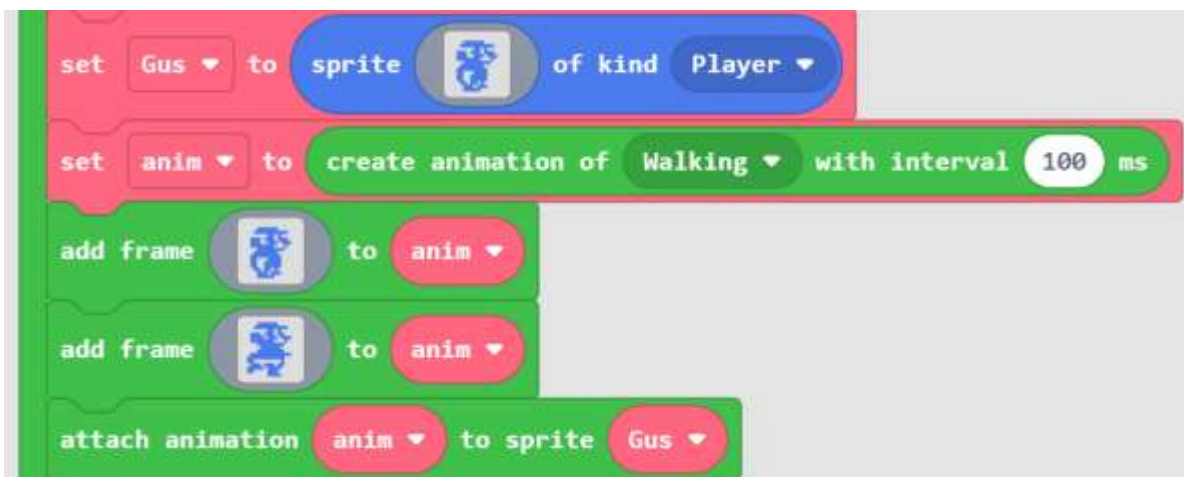 set Gus to sprite of kind Player
set anim to create animation of Walking with interval 100 ms
add frame to anim
add frame to anim
attach animation anim to sprite Gus